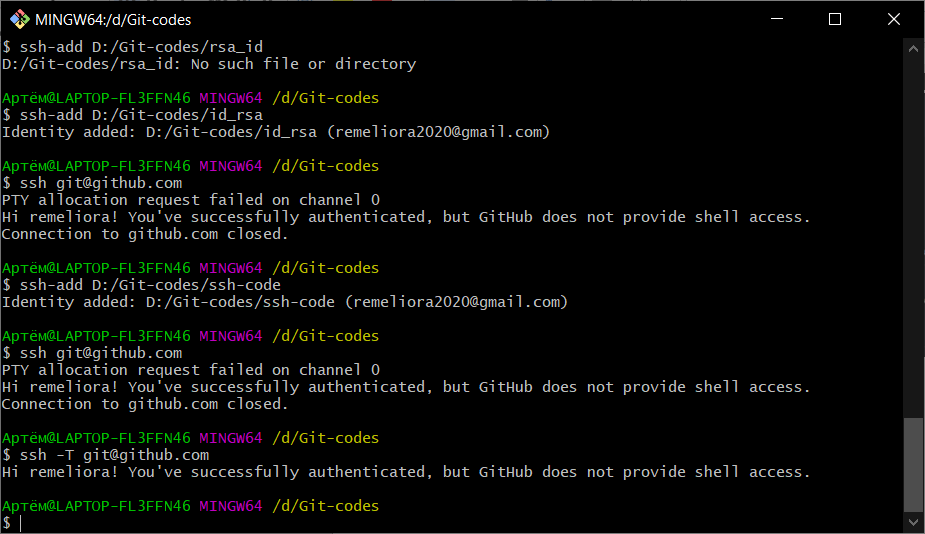 MINGW64:/d/Git-codes
$ ssh-add D:/Git-codes/rsa_id
D:/Git-codes/rsa_id: No such file or directory
Артём@LAPTOP-FL3FFN46 MINGW64 /d/Git-codes
$ ssh-add D:/Git-codes/id_rsa
Identity added: D:/Git-codes/id_rsa (remeliora2020@gmail.com)
Артём@LAPTOP-FL3FFN46 MINGW64 /d/Git-codes
$ ssh git@github.com
PTY allocation request failed on channel 0
Hi remeliora! You've successfully authenticated, but GitHub does not provide shell access.
Connection to github.com closed.
Артём@LAPTOP-FL3FFN46 MINGW64 /d/Git-codes
$ ssh-add D:/Git-codes/ssh-code
Identity added: D:/Git-codes/ssh-code (remeliora2020@gmail.com)
Артём@LAPTOP-FL3FFN46 MINGW64 /d/Git-codes
$ ssh git@github.com
PTY allocation request failed on channel 0
Hi remeliora! You've successfully authenticated, but GitHub does not provide shell access.
Connection to github.com closed.
Артём@LAPTOP-FL3FFN46 MINGW64 /d/Git-codes
$ ssh -T git@github.com
Hi remeliora! You've successfully authenticated, but GitHub does not provide shell access.
Артём@LAPTOP-FL3FFN46 MINGW64 /d/Git-codes
$